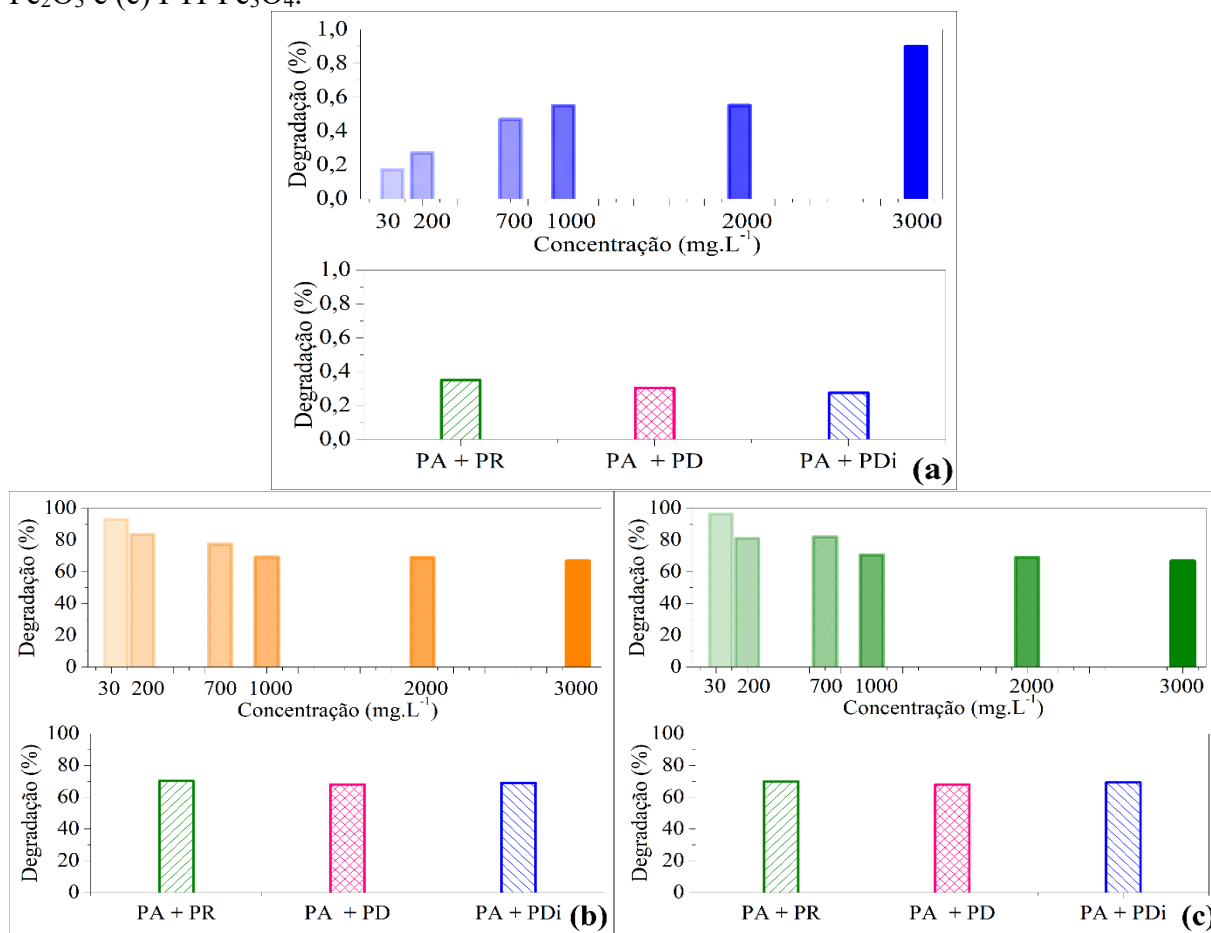 Fe₂O₃ e (c) PTI-Fe₃O₄.
Degradação (%)
1,0
0,8
0,6
0,4
0,2
0,0
30 200 700 1000 2000 3000
Concentração (mg.L⁻¹)
Degradação (%)
1,0
0,8
0,6
0,4
0,2
0,0
PA + PR PA + PD PA + PDi (a)
Degradação (%)
100
80
60
40
20
0
30 200 700 1000 2000 3000
Concentração (mg.L⁻¹)
Degradação (%)
100
80
60
40
20
0
PA + PR PA + PD PA + PDi (b)
Degradação (%)
100
80
60
40
20
0
30 200 700 1000 2000 3000
Concentração (mg.L⁻¹)
Degradação (%)
100
80
60
40
20
0
PA + PR PA + PD PA + PDi (c)